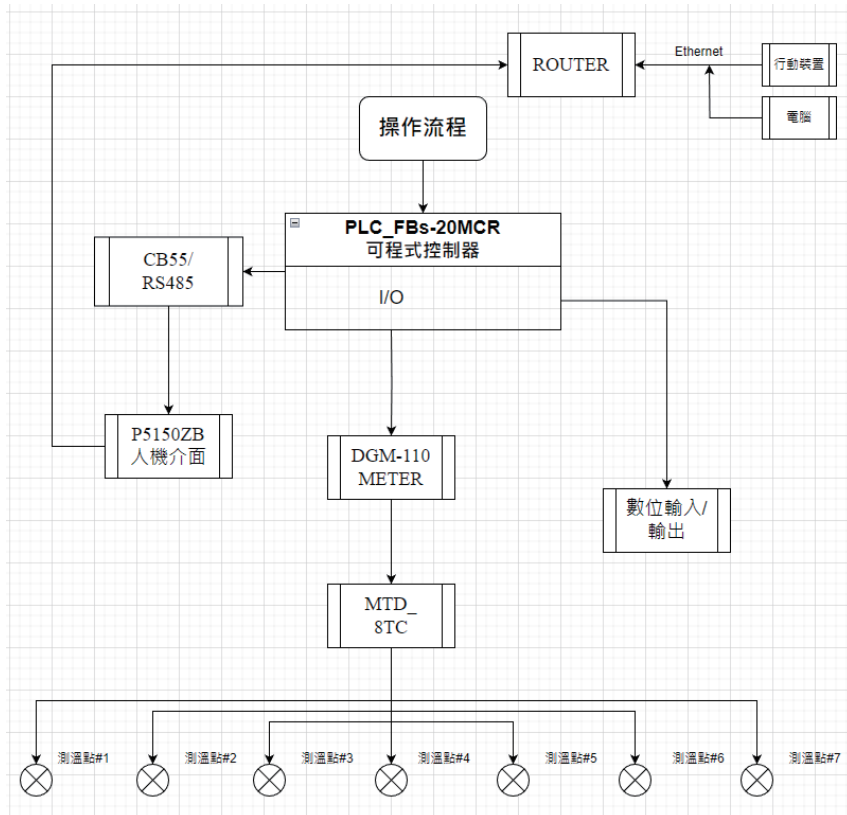 ROUTER
Ethernet
行動裝置
電腦
操作流程
PLC_FBs-20MCR
可程式控制器
I/O
CB55/
RS485
P5150ZB
人機介面
DGM-110
METER
數位輸入/
輸出
MTD_
8TC
測溫點#1
測溫點#2
測溫點#3
測溫點#4
測溫點#5
測溫點#6
測溫點#7